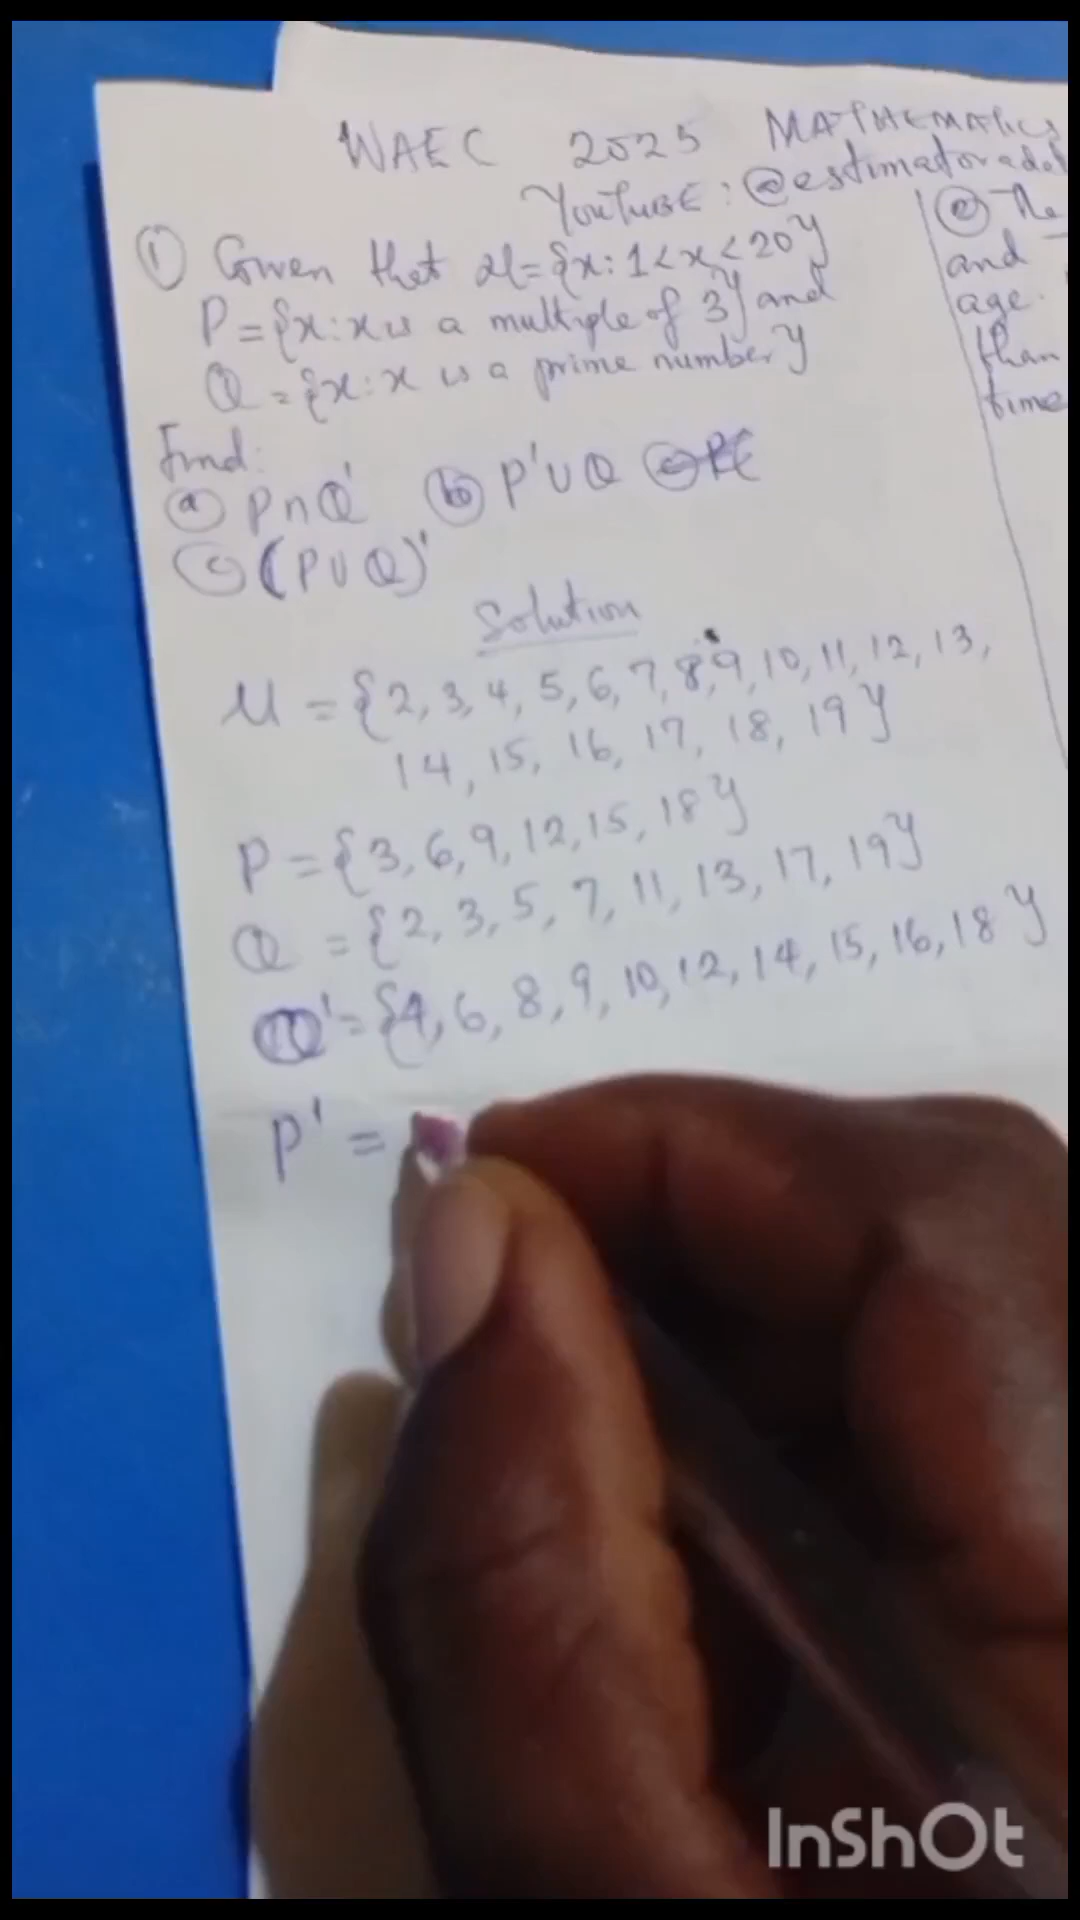 WAEC 2025 MATHEMATICS
YOUTUBE: @estimatoradel
① Given that U={x: 1<x<20}
P={x:x is a multiple of 3} and
Q={x:x is a prime number}
Find:
ⓐ P∩Q' ⓑ P'∪Q ⓒ
ⓒ (P∪Q)'
Solution
U = {2, 3, 4, 5, 6, 7, 8, 9, 10, 11, 12, 13,
14, 15, 16, 17, 18, 19}
P = {3, 6, 9, 12, 15, 18}
Q = {2, 3, 5, 7, 11, 13, 17, 19}
Q' = {4, 6, 8, 9, 10, 12, 14, 15, 16, 18}
P' =
ⓔ The
and
age.
than
time
InShOt